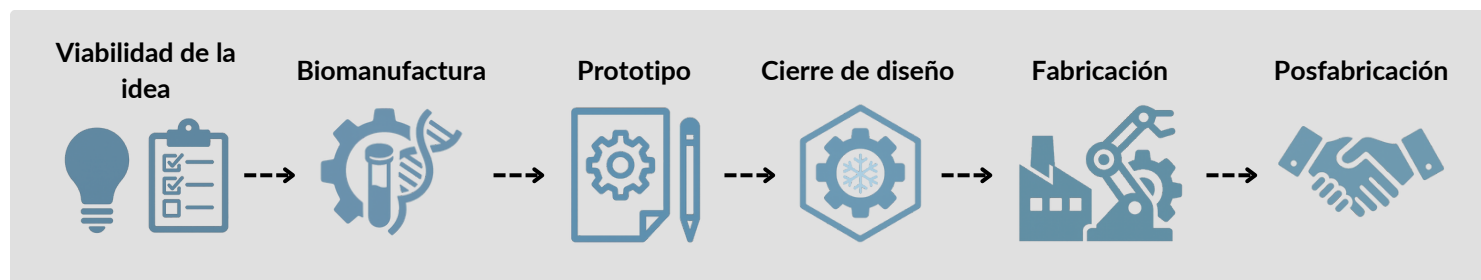 Viabilidad de la
idea
Biomanufactura
Prototipo
Cierre de diseño
Fabricación
Posfabricación